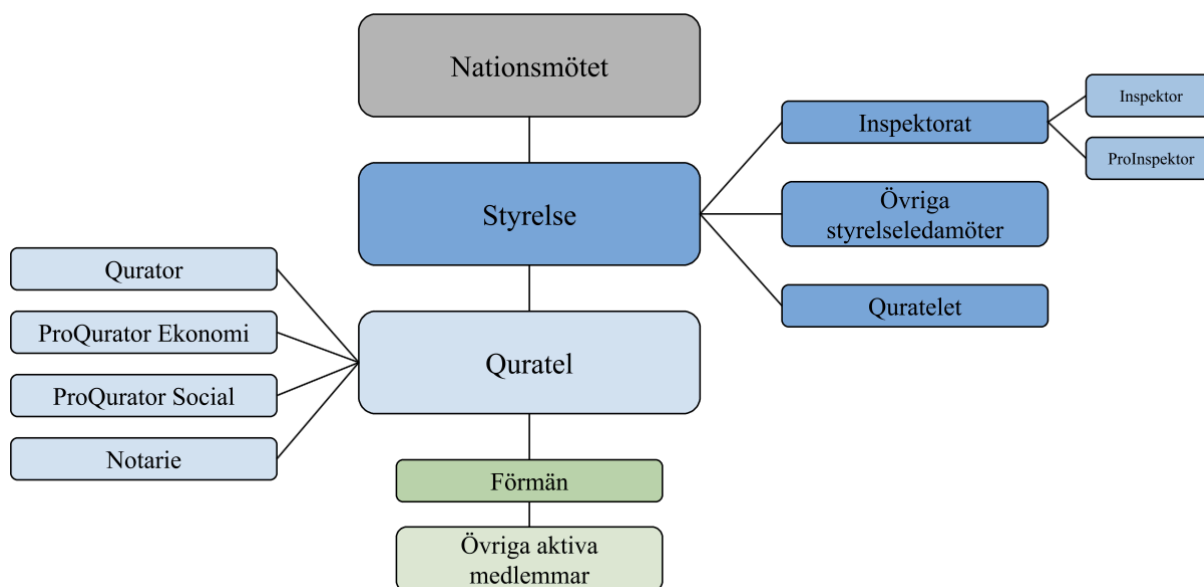 Nationsmötet
Inspektor
Inspektorat
ProInspektor
Styrelse
Övriga
styrelseledamöter
Qurator
Quratelet
ProQurator Ekonomi
Quratel
ProQurator Social
Notarie
Förmän
Övriga aktiva
medlemmar